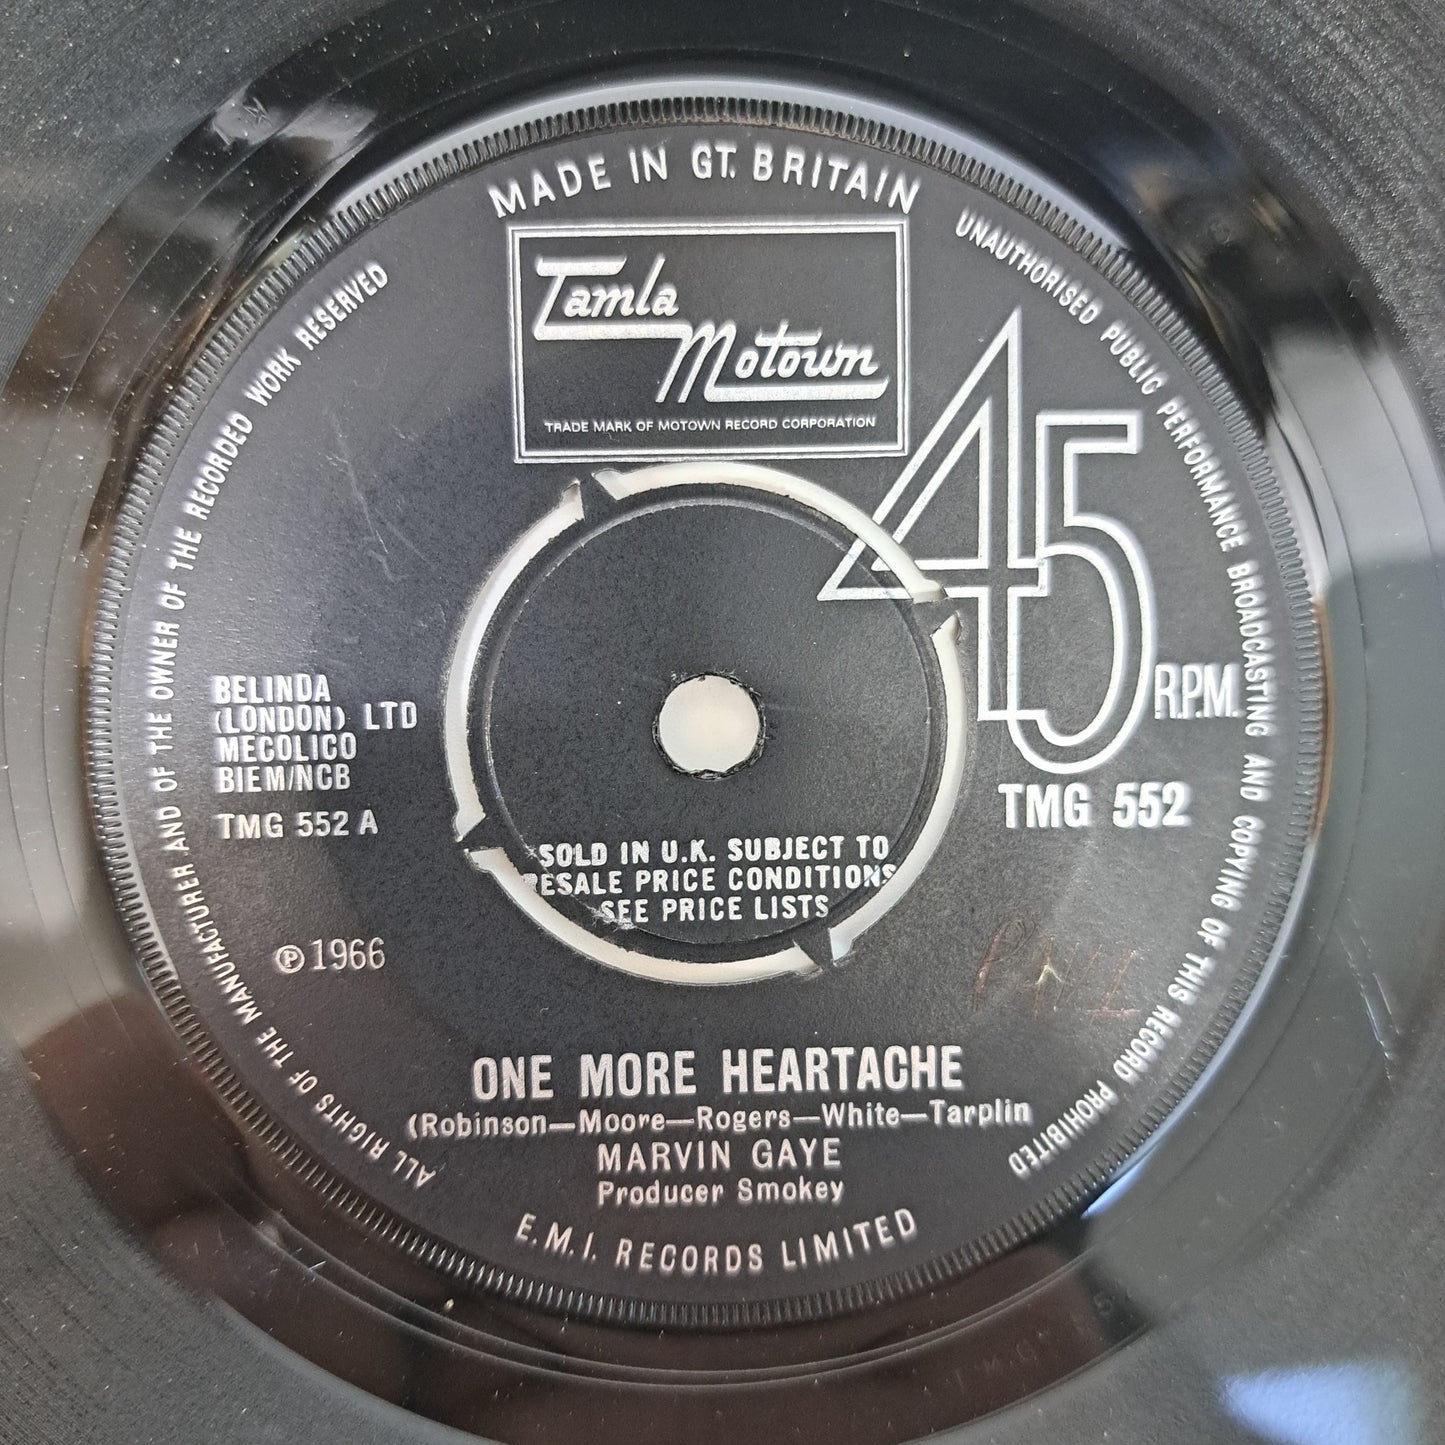 MADE IN GT. BRITAIN
Tamla
Motown
TRADE MARK OF MOTOWN RECORD CORPORATION
45
R.P.M.
TMG 552
BELINDA
(LONDON) LTD
MECOLICO
BIEM/NCB
TMG 552 A
SOLD IN U.K. SUBJECT TO
RESALE PRICE CONDITIONS
SEE PRICE LISTS
℗ 1966
ONE MORE HEARTACHE
(Robinson—Moore—Rogers—White—Tarplin
MARVIN GAYE
Producer Smokey
E.M.I. RECORDS LIMITED
ALL RIGHTS OF THE MANUFACTURER AND OF THE OWNER OF THE RECORDED WORK RESERVED
UNAUTHORISED PUBLIC PERFORMANCE BROADCASTING AND COPYING OF THIS RECORD PROHIBITED